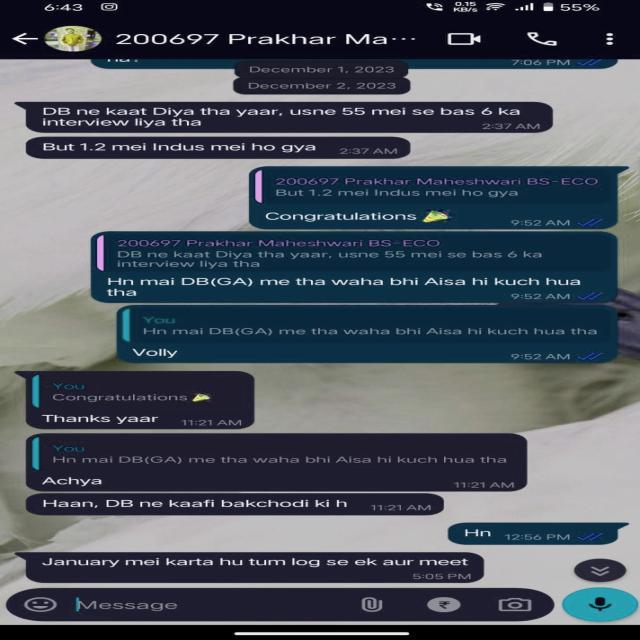 6:43
0.15 KB/s
55%
200697 Prakhar Ma...
7:06 PM
December 1, 2023
December 2, 2023
DB ne kaat Diya tha yaar, usne 55 mei se bas 6 ka
interview liya tha
2:37 AM
But 1.2 mei Indus mei ho gya
2:37 AM
200697 Prakhar Maheshwari BS-ECO
But 1.2 mei Indus mei ho gya
Congratulations
9:52 AM
200697 Prakhar Maheshwari BS-ECO
DB ne kaat Diya tha yaar, usne 55 mei se bas 6 ka
interview liya tha
Hn mai DB(GA) me tha waha bhi Aisa hi kuch hua
tha
9:52 AM
You
Hn mai DB(GA) me tha waha bhi Aisa hi kuch hua tha
Volly
9:52 AM
You
Congratulations
Thanks yaar
11:21 AM
You
Hn mai DB(GA) me tha waha bhi Aisa hi kuch hua tha
Achya
11:21 AM
Haan, DB ne kaafi bakchodi ki h
11:21 AM
Hn
12:56 PM
January mei karta hu tum log se ek aur meet
5:05 PM
Message